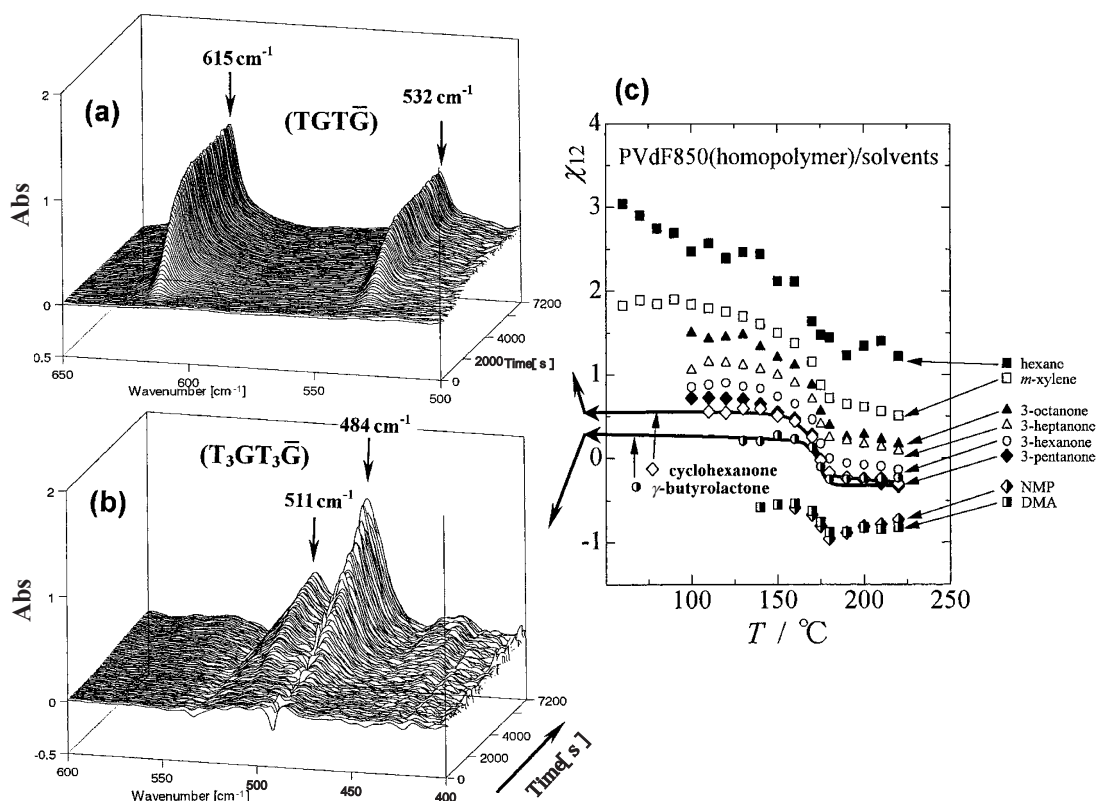 (a)
615 cm⁻¹
532 cm⁻¹
(TGTG̅)
Abs
2
1
0
0.5
650
600
550
500
Wavenumber [cm⁻¹]
0
2000
4000
7200
Time[ s ]
(b)
484 cm⁻¹
511 cm⁻¹
(T₃GT₃G̅)
Abs
2
1
0
-0.5
600
550
500
450
400
Wavenumber [cm⁻¹]
0
2000
4000
7200
Time[ s ]
(c)
PVdF850(homopolymer)/solvents
χ12
4
3
2
1
0
-1
100
150
200
250
T / °C
cyclohexanone
γ-butyrolactone
hexane
m-xylene
3-octanone
3-heptanone
3-hexanone
3-pentanone
NMP
DMA